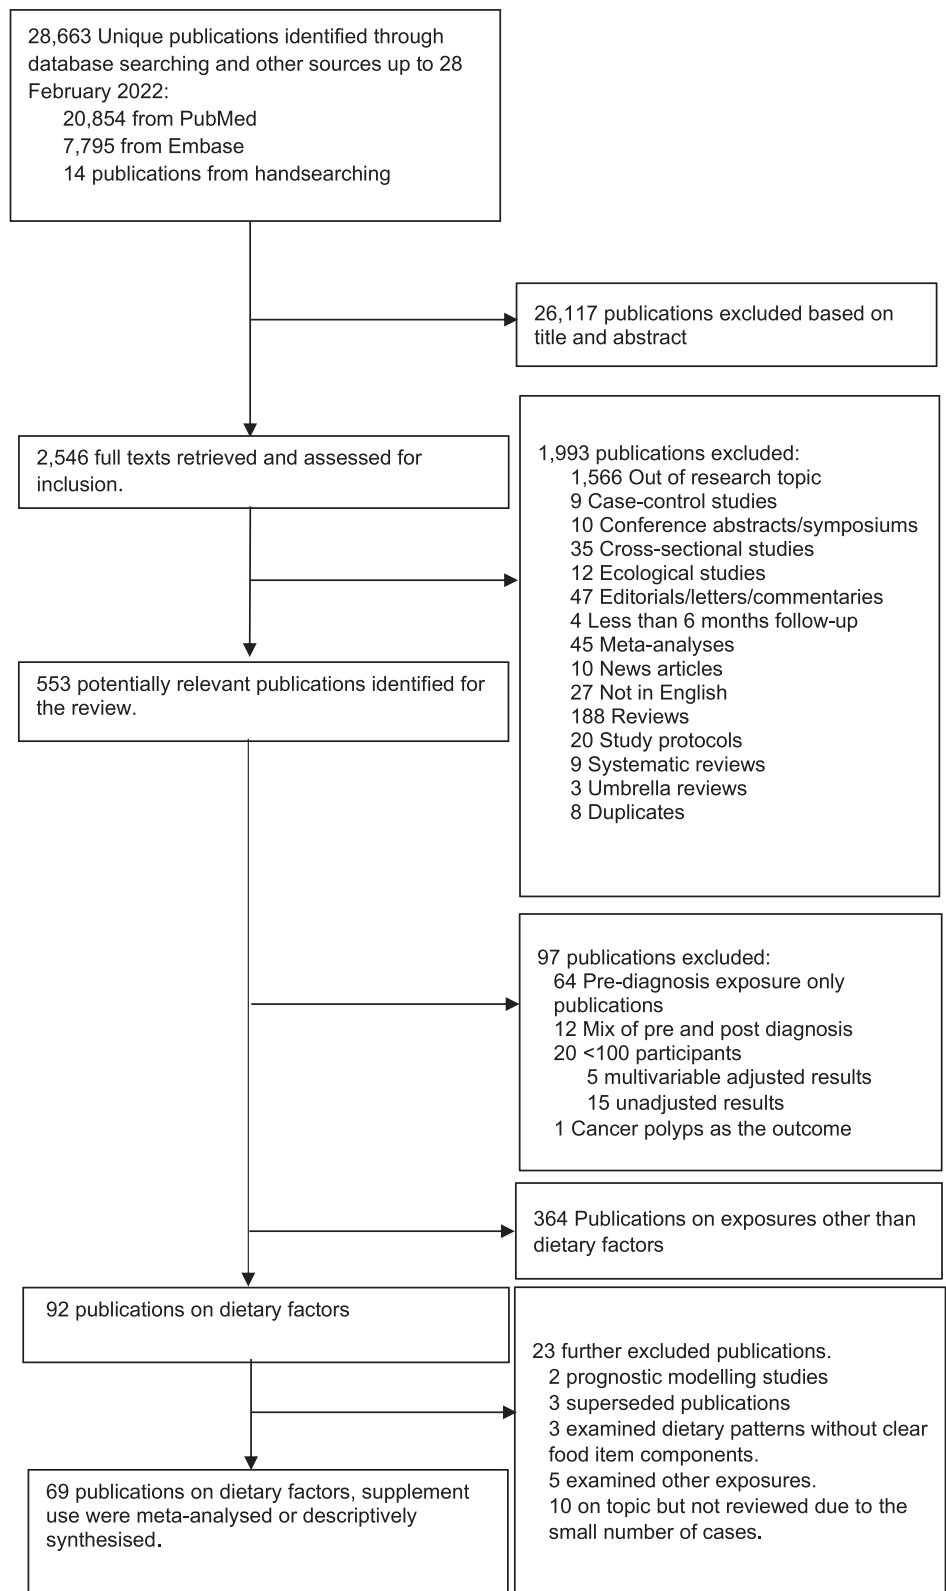 28,663 Unique publications identified through
database searching and other sources up to 28
February 2022:
20,854 from PubMed
7,795 from Embase
14 publications from handsearching
26,117 publications excluded based on
title and abstract
2,546 full texts retrieved and assessed for
inclusion.
1,993 publications excluded:
1,566 Out of research topic
9 Case-control studies
10 Conference abstracts/symposiums
35 Cross-sectional studies
12 Ecological studies
47 Editorials/letters/commentaries
4 Less than 6 months follow-up
45 Meta-analyses
10 News articles
27 Not in English
188 Reviews
20 Study protocols
9 Systematic reviews
3 Umbrella reviews
8 Duplicates
553 potentially relevant publications identified for
the review.
97 publications excluded:
64 Pre-diagnosis exposure only
publications
12 Mix of pre and post diagnosis
20 <100 participants
5 multivariable adjusted results
15 unadjusted results
1 Cancer polyps as the outcome
364 Publications on exposures other than
dietary factors
92 publications on dietary factors
23 further excluded publications.
2 prognostic modelling studies
3 superseded publications
3 examined dietary patterns without clear
food item components.
5 examined other exposures.
10 on topic but not reviewed due to the
small number of cases.
69 publications on dietary factors, supplement
use were meta-analysed or descriptively
synthesised.